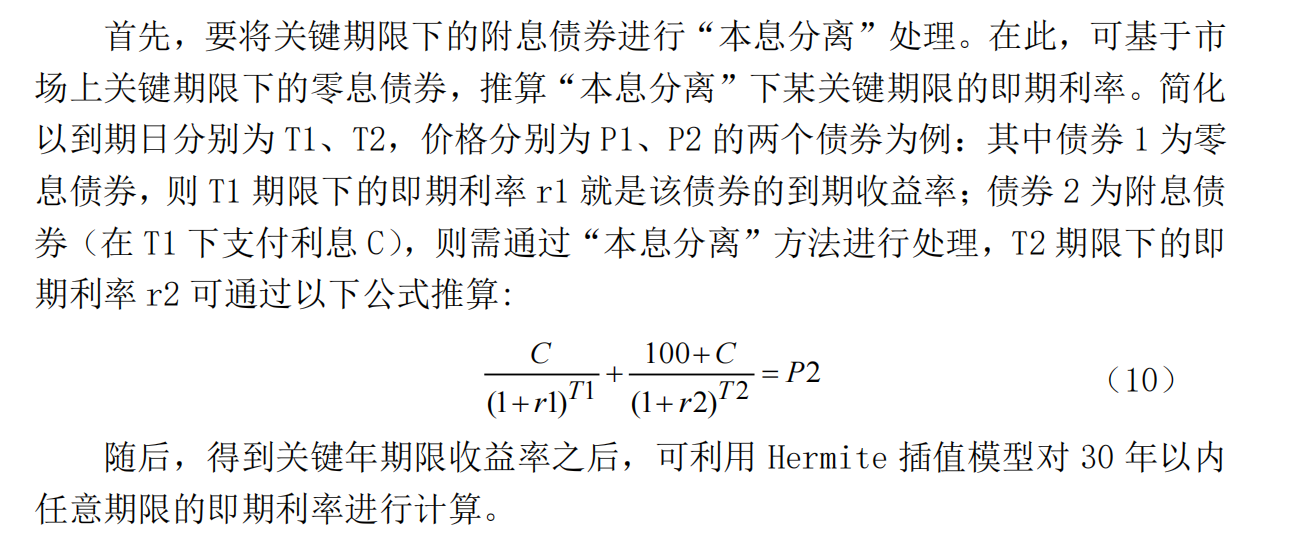 首先，要将关键期限下的附息债券进行“本息分离”处理。在此，可基于市
场上关键期限下的零息债券，推算“本息分离”下某关键期限的即期利率。简化
以到期日分别为 T1、T2，价格分别为 P1、P2 的两个债券为例：其中债券 1 为零
息债券，则 T1 期限下的即期利率 r1 就是该债券的到期收益率；债券 2 为附息债
券（在 T1 下支付利息 C），则需通过“本息分离”方法进行处理，T2 期限下的即
期利率 r2 可通过以下公式推算:
C/(1+r1)^T1 + (100+C)/(1+r2)^T2 = P2 （10）
随后，得到关键年期限收益率之后，可利用 Hermite 插值模型对 30 年以内
任意期限的即期利率进行计算。